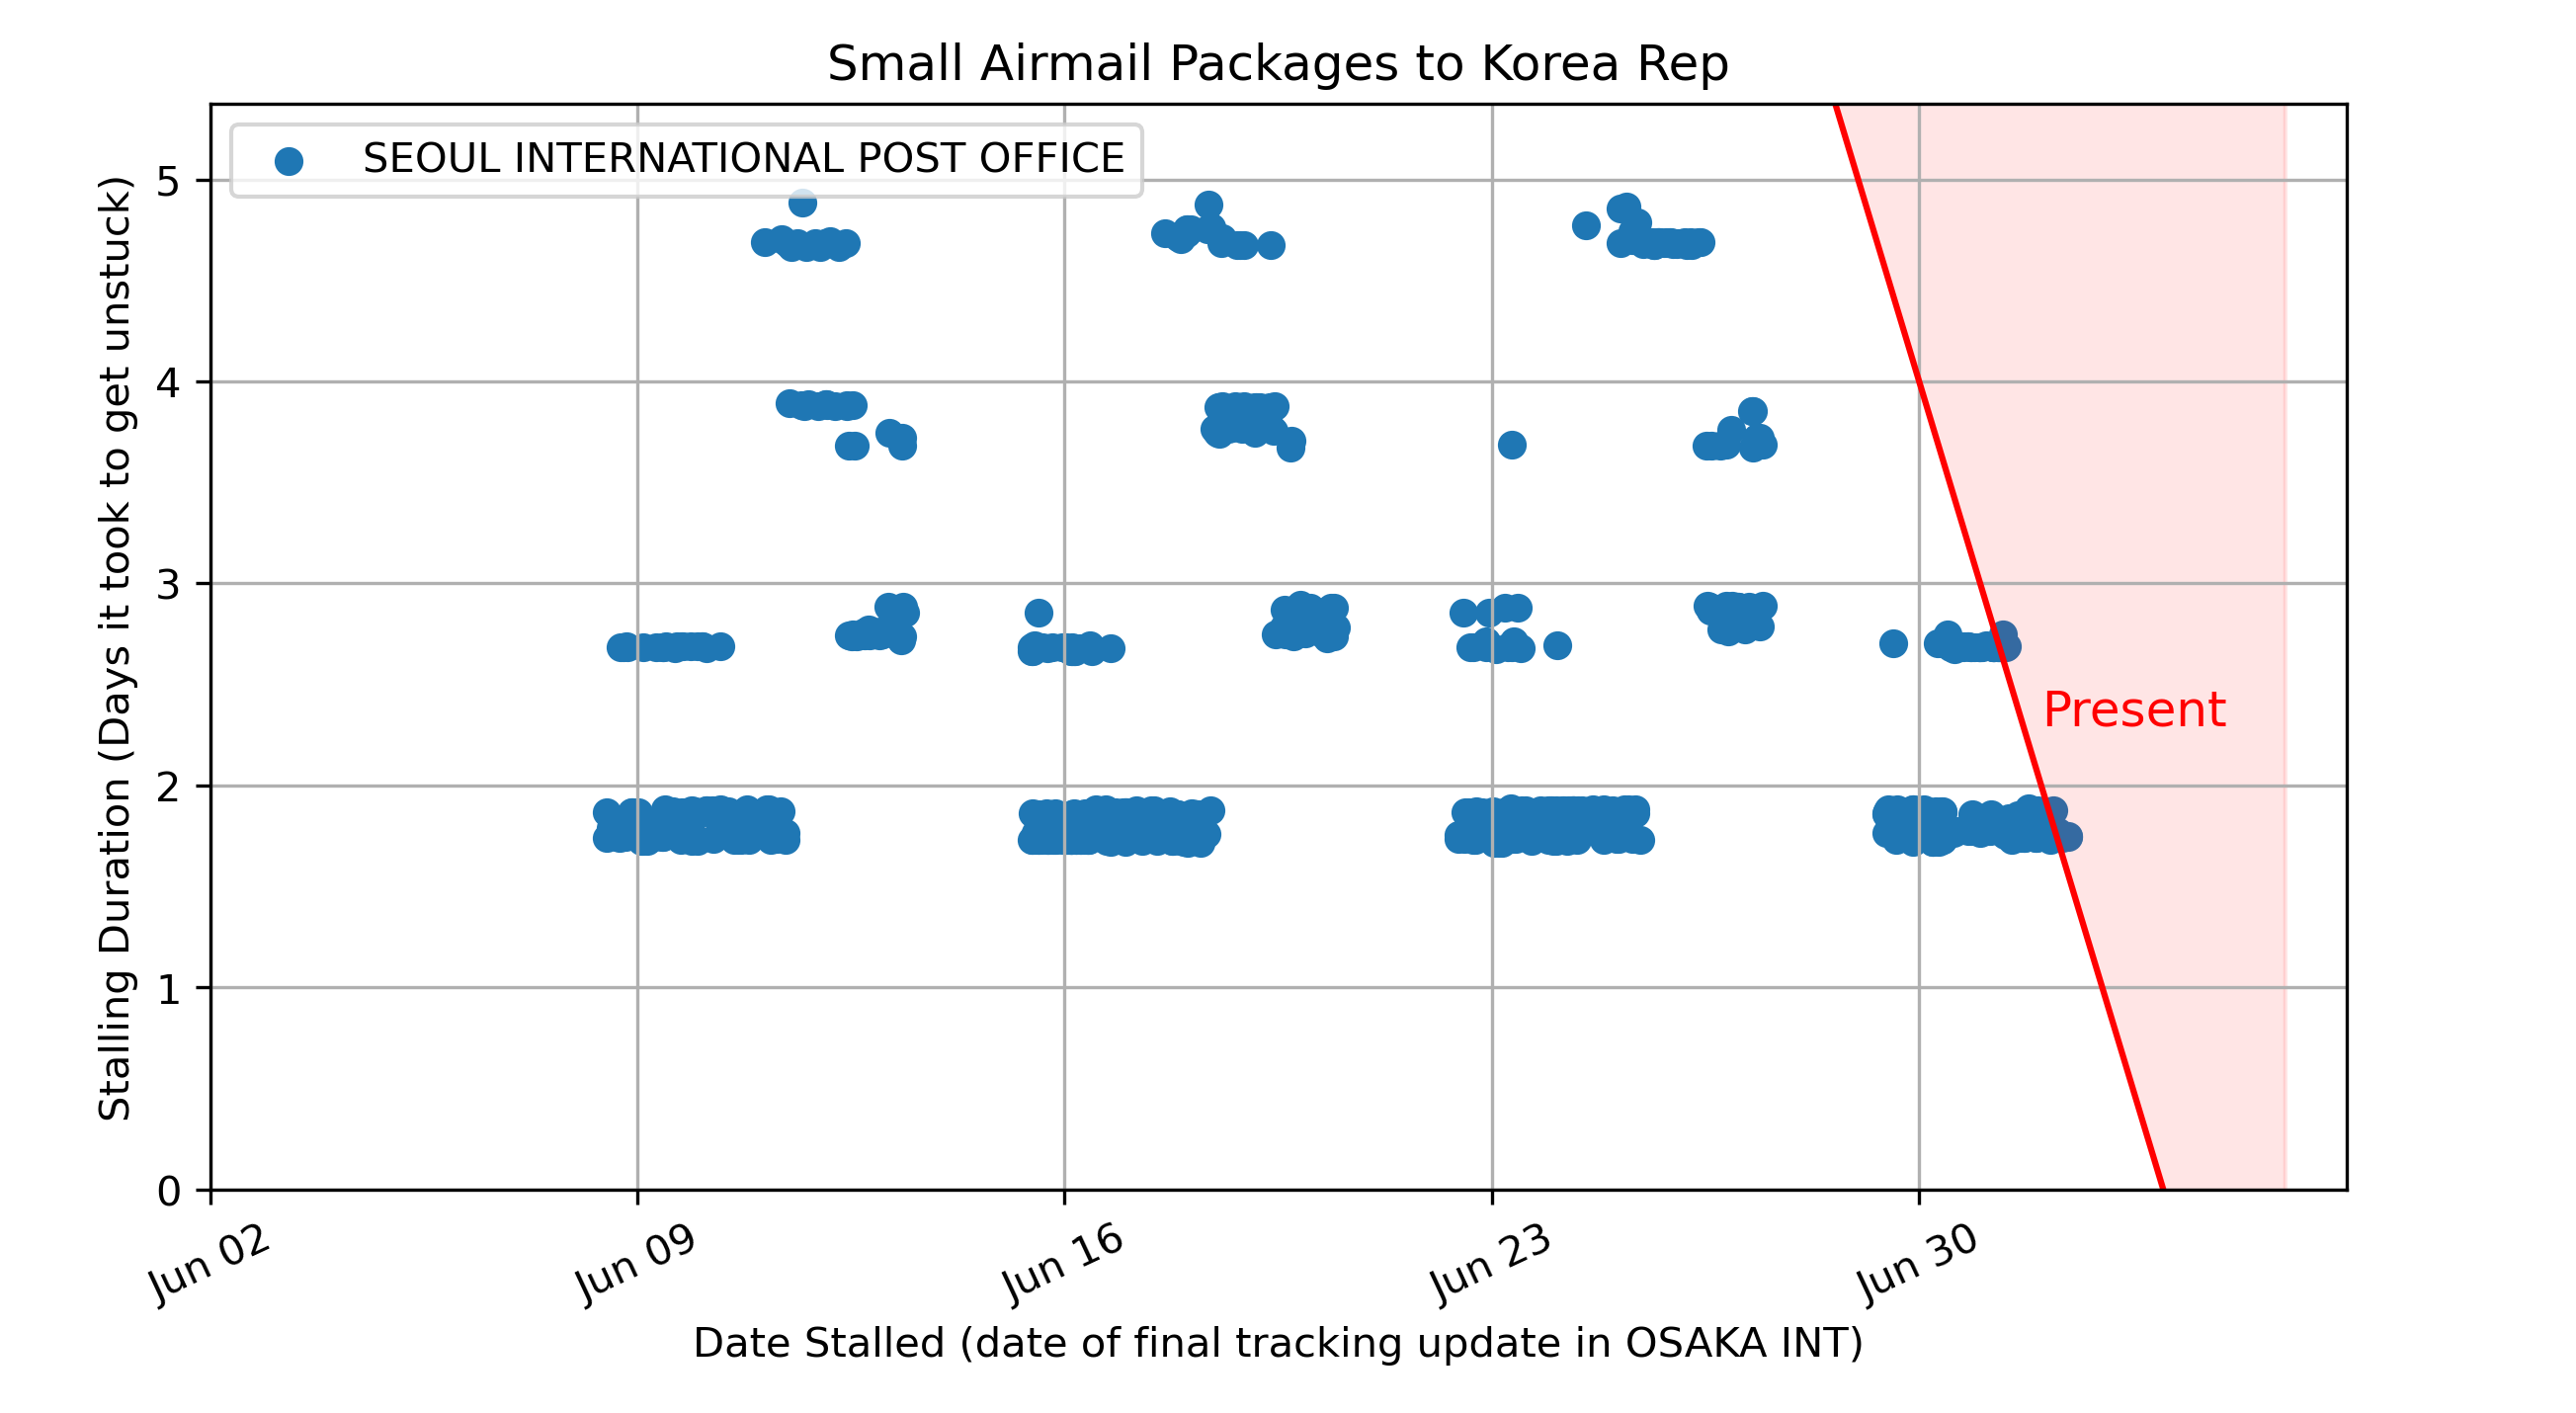 Small Airmail Packages to Korea Rep
SEOUL INTERNATIONAL POST OFFICE
Stalling Duration (Days it took to get unstuck)
5
4
3
2
1
0
Present
Jun 02
Jun 09
Jun 16
Jun 23
Jun 30
Date Stalled (date of final tracking update in OSAKA INT)